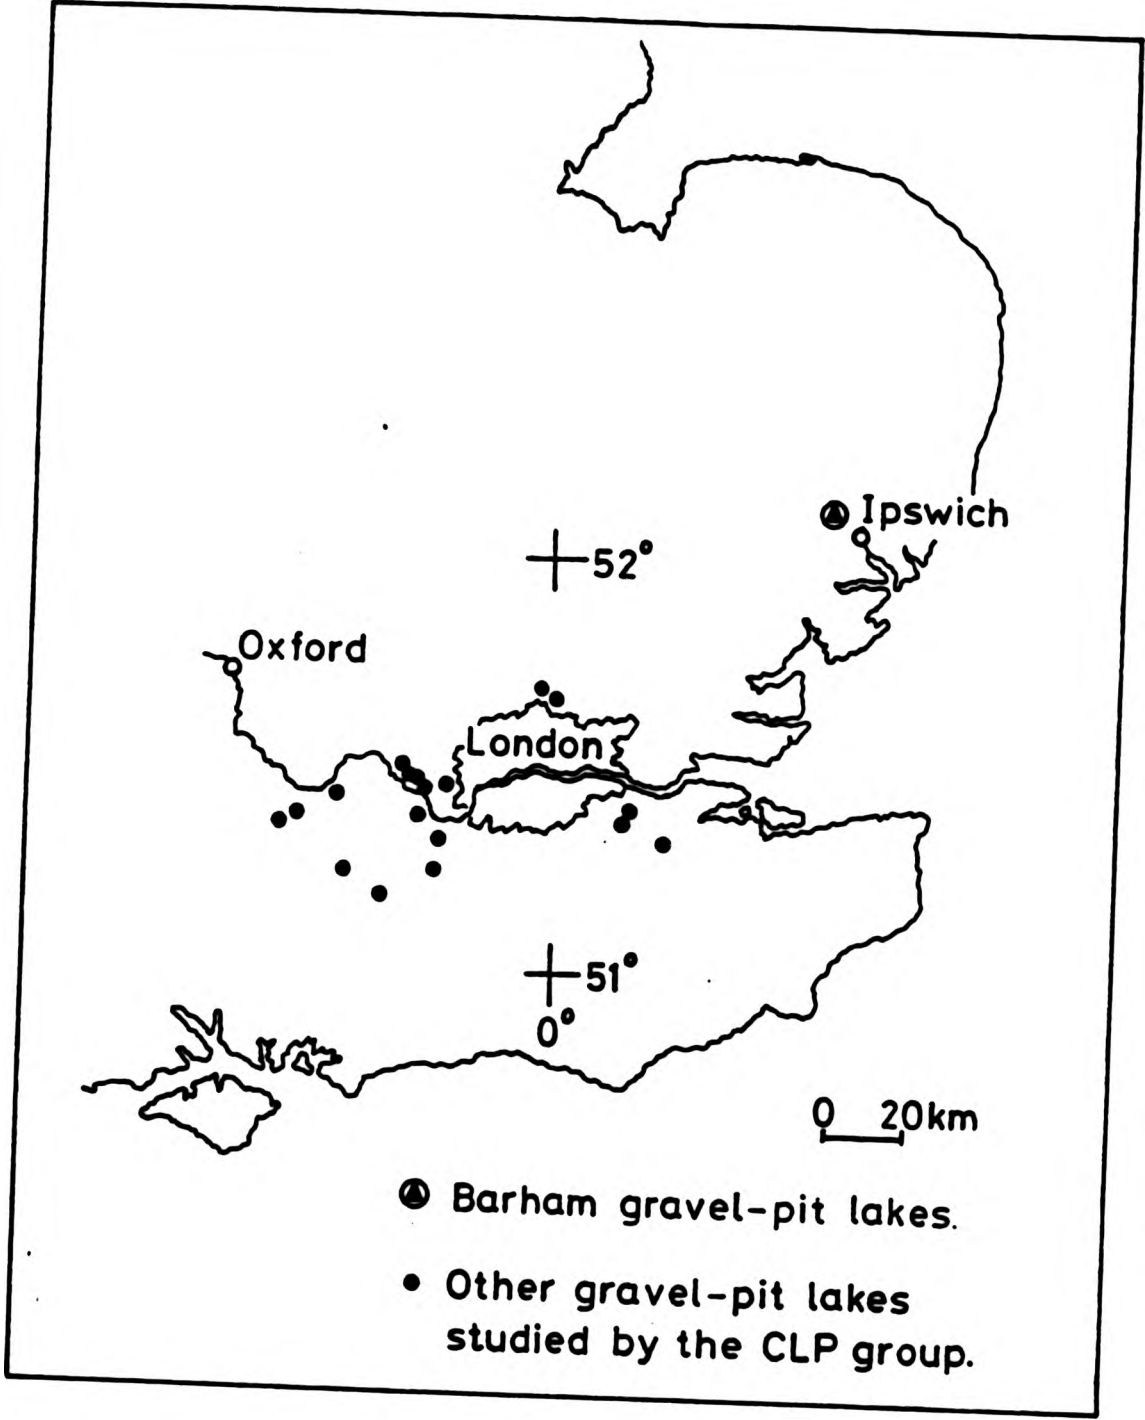 Ipswich
52°
Oxford
London
51°
0°
0 20km
Barham gravel-pit lakes.
Other gravel-pit lakes
studied by the CLP group.